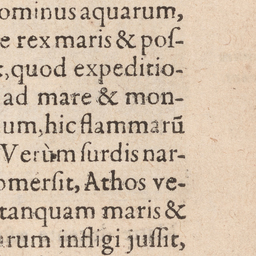 ominus aquarum,
e rex maris & poſ-
t, quod expeditio-
ad mare & mon-
um, hic flammarū
Verùm ſurdis nar-
omerſit, Athos ve-
tanquam maris &
arum infligi juſſit,